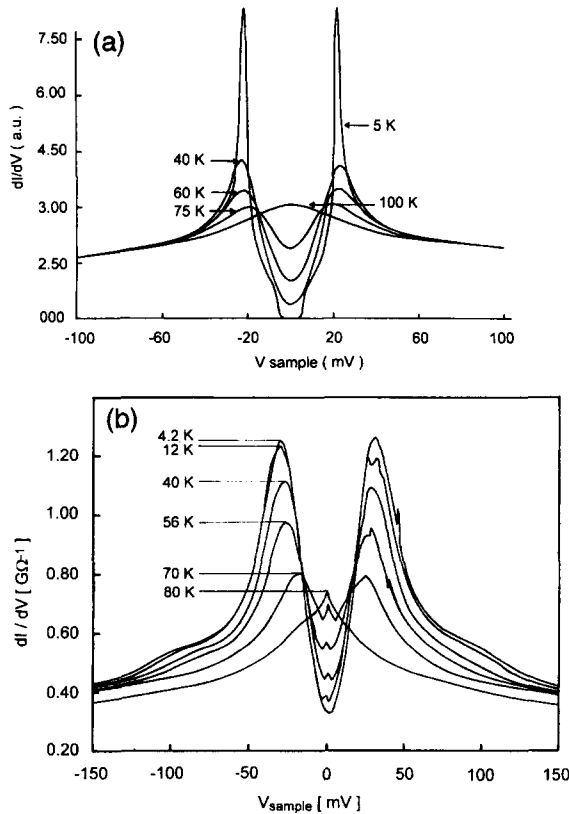 (a)
7.50
6.00
4.50
3.00
2.50
000
dI/dV ( a.u. )
5 K
40 K
60 K
75 K
100 K
-100 -60 -20 20 60 100
V sample ( mV )
(b)
1.20
1.00
0.80
0.60
0.40
0.20
dI / dV [ GΩ⁻¹ ]
4.2 K
12 K
40 K
56 K
70 K
80 K
-150 -100 -50 0 50 100 150
Vsample [ mV ]